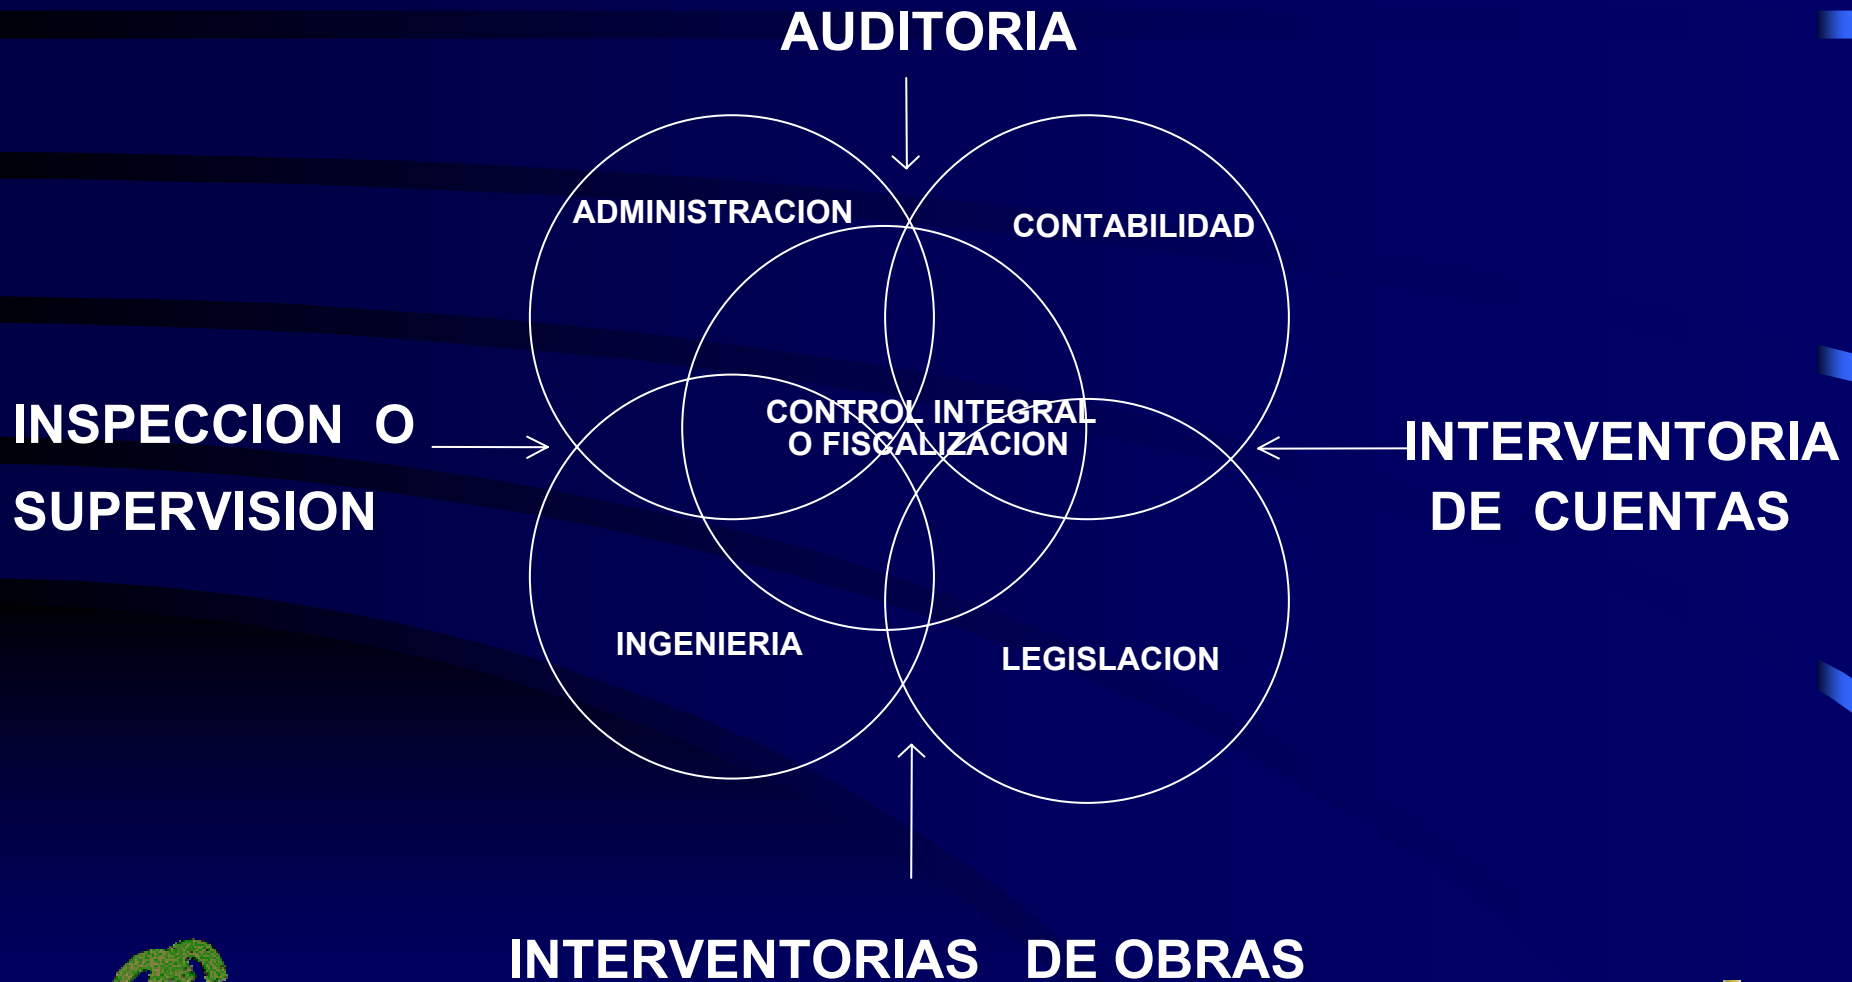 AUDITORIA
ADMINISTRACION
CONTABILIDAD
INSPECCION O
SUPERVISION
CONTROL INTEGRAL
O FISCALIZACION
INTERVENTORIA
DE CUENTAS
INGENIERIA
LEGISLACION
INTERVENTORIAS DE OBRAS